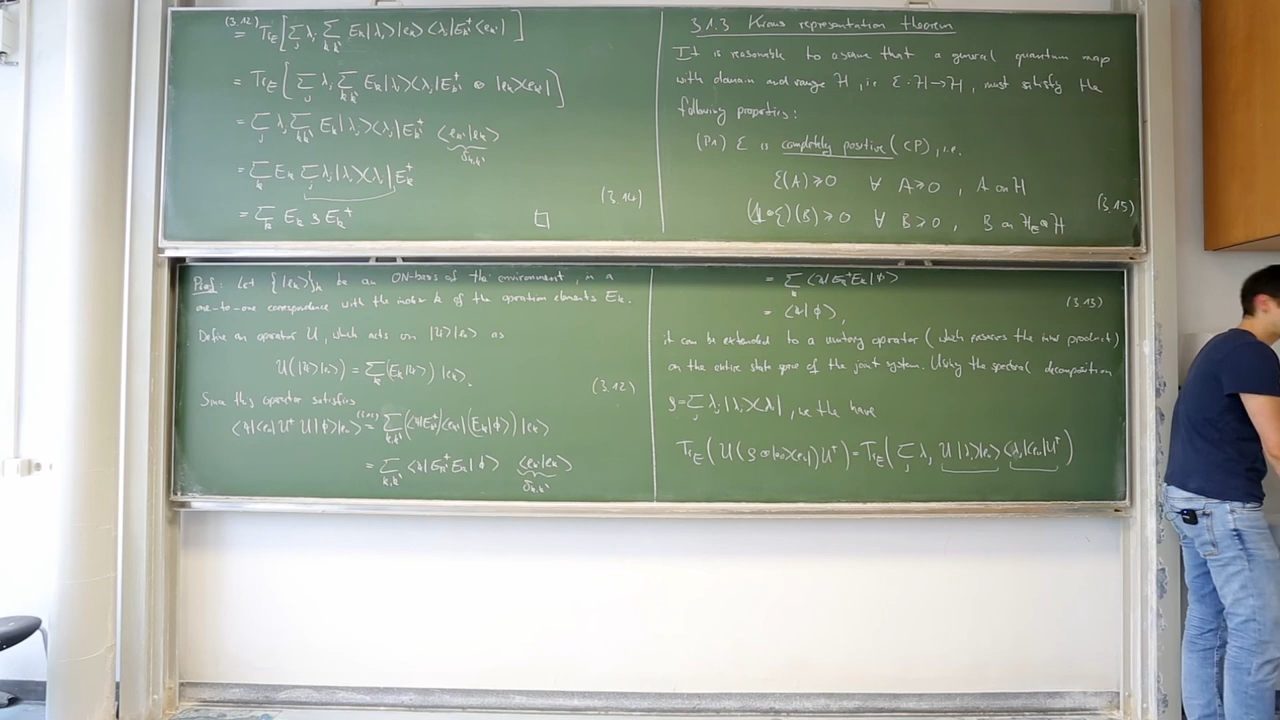 (3.12)
= Tr_E [ Σ_j λ_j Σ_{kk'} E_k|λ_j>|e_k> <λ_j|E_{k'}^† <e_{k'}| ]
= Tr_E [ Σ_j λ_j Σ_{kk'} E_k|λ_j><λ_j|E_{k'}^† ⊗ |e_k><e_{k'}| ]
= Σ_j λ_j Σ_{kk'} E_k|λ_j><λ_j|E_{k'}^† <e_{k'}|e_k>
δ_{k,k'}
= Σ_k E_k Σ_j λ_j|λ_j><λ_j| E_k^†
(3.14)
= Σ_k E_k ρ E_k^† □
3.1.3 Kraus representation theorem
It is reasonable to assume that a general quantum map
with domain and range H, i.e. ε: H→H, must satisfy the
following properties:
(P1) ε is completely positive (CP), i.e.
ε(A) ≥ 0 ∀ A ≥ 0, A on H
(3.15)
(1⊗ε)(B) ≥ 0 ∀ B ≥ 0, B on H_E⊗H
Proof: Let {|e_k>}_k be an ON-basis of the environment, in a
one-to-one correspondence with the index k of the operation elements E_k.
Define an operator U, which acts on |ψ>|e_0> as
U(|ψ>|e_0>) = Σ_k (E_k|ψ>) |e_k>.
(3.12)
Since this operator satisfies
<ψ|<e_0|U^† U|φ>|e_0> (3.12)= Σ_{k,k'} (<ψ|E_{k'}^†)<e_{k'}|(E_k|φ>) |e_k>
= Σ_{k,k'} <ψ|E_{k'}^†E_k|φ> <e_{k'}|e_k>
δ_{k,k'}
= Σ_k <ψ|E_k^†E_k|φ>
(3.13)
= <ψ|φ>,
it can be extended to a unitary operator (which preserves the inner product)
on the entire state space of the joint system. Using the spectral decomposition
ρ = Σ_j λ_j|λ_j><λ_j|, we the have
Tr_E ( U(ρ⊗|e_0><e_0|)U^† ) = Tr_E ( Σ_j λ_j U|λ_j>|e_0> <λ_j|<e_0|U^† )